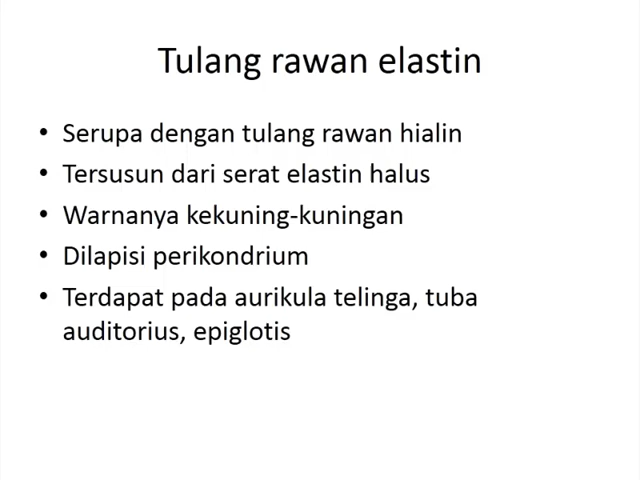 Tulang rawan elastin
• Serupa dengan tulang rawan hialin
• Tersusun dari serat elastin halus
• Warnanya kekuning-kuningan
• Dilapisi perikondrium
• Terdapat pada aurikula telinga, tuba
auditorius, epiglotis